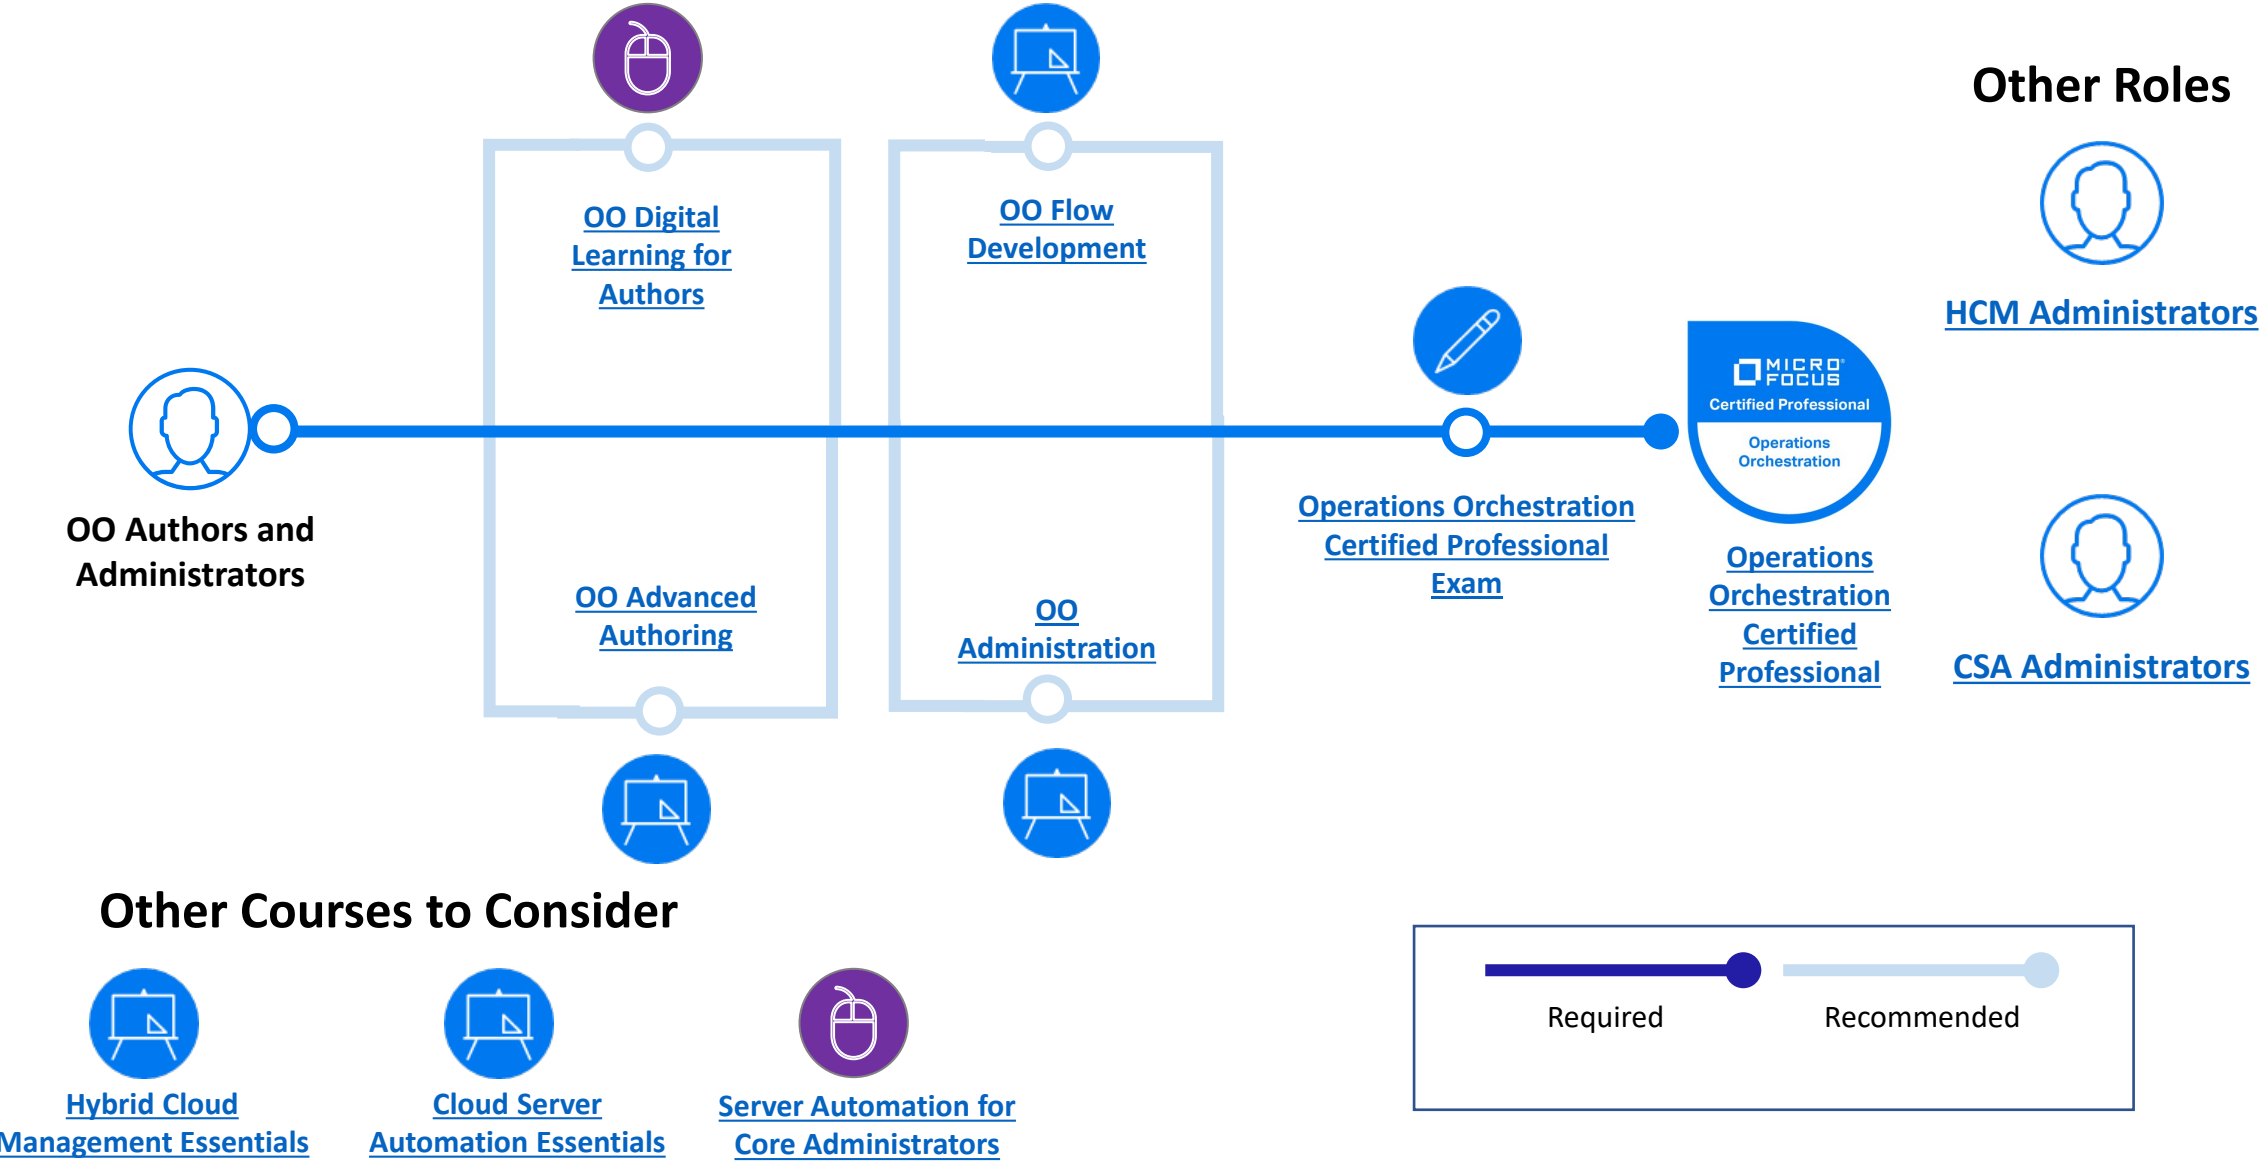 Other Roles
OO Digital
Learning for
Authors
OO Flow
Development
HCM Administrators
MICRO
FOCUS
Certified Professional
Operations
Orchestration
OO Authors and
Administrators
OO Advanced
Authoring
OO
Administration
Operations Orchestration
Certified Professional
Exam
Operations
Orchestration
Certified
Professional
CSA Administrators
Other Courses to Consider
Hybrid Cloud
Management Essentials
Cloud Server
Automation Essentials
Server Automation for
Core Administrators
Required
Recommended